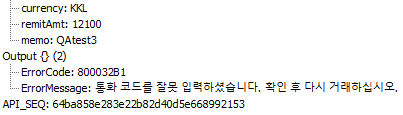 currency: KKL
remitAmt: 12100
memo: QAtest3
Output {} (2)
ErrorCode: 800032B1
ErrorMessage: 통화 코드를 잘못 입력하셨습니다. 확인 후 다시 거래하십시오.
API_SEQ: 64ba858e283e22b82d40d5e668992153